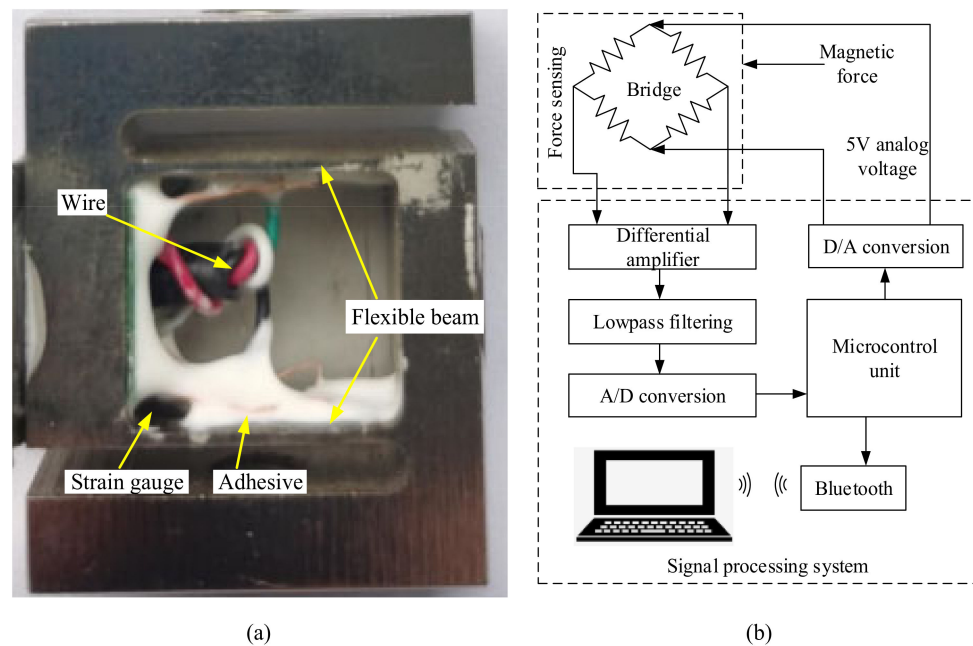 Wire
Flexible beam
Strain gauge
Adhesive
(a)
Force sensing
Bridge
Magnetic
force
5V analog
voltage
Differential
amplifier
D/A conversion
Lowpass filtering
Microcontrol
unit
A/D conversion
Bluetooth
Signal processing system
(b)